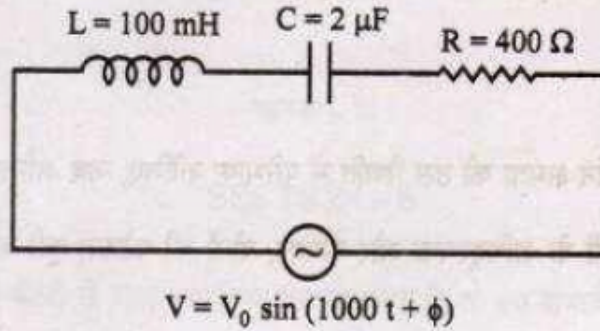 L = 100 mH
C = 2 μF
R = 400 Ω
~
V = V₀ sin (1000 t + ϕ)